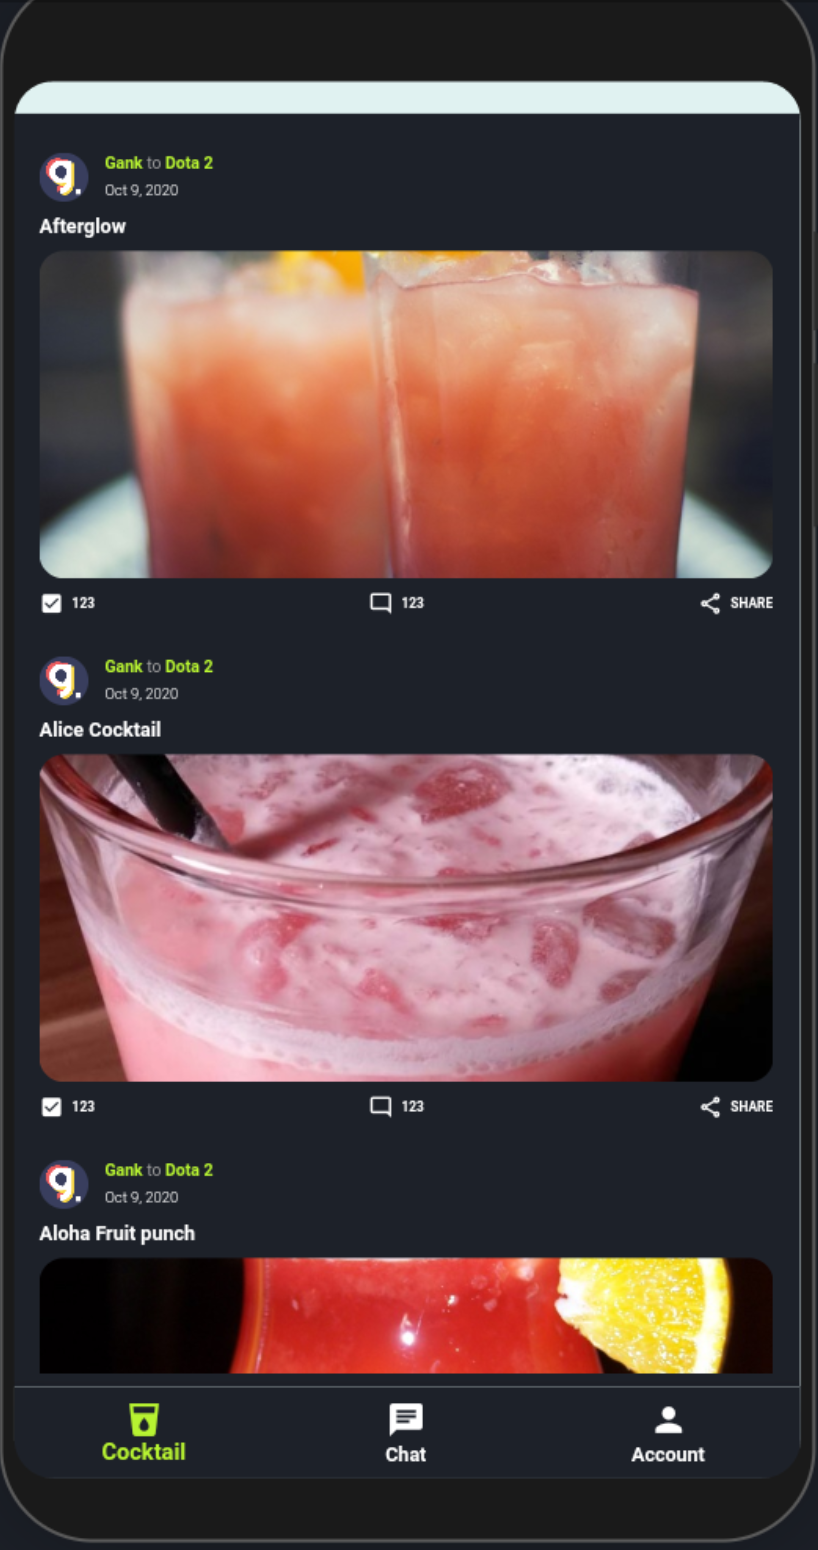 g.
Gank to Dota 2
Oct 9, 2020
Afterglow
123
123
SHARE
g.
Gank to Dota 2
Oct 9, 2020
Alice Cocktail
123
123
SHARE
g.
Gank to Dota 2
Oct 9, 2020
Aloha Fruit punch
Cocktail
Chat
Account